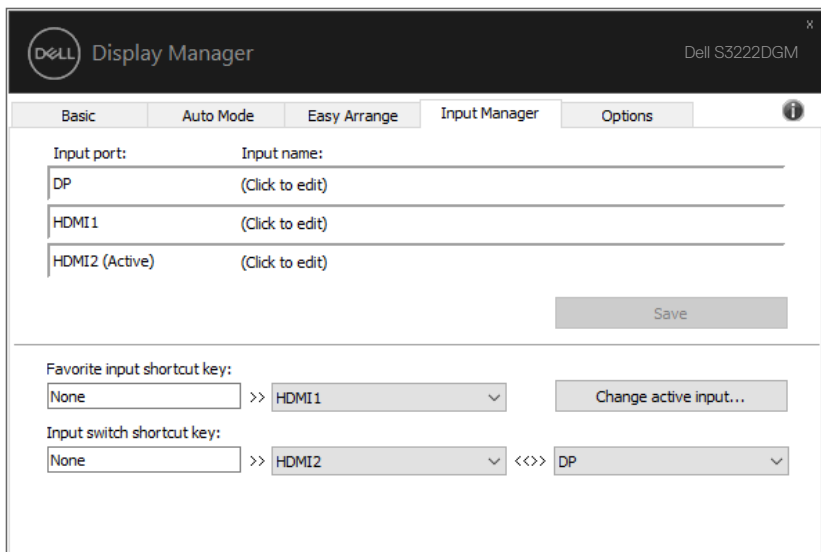 x
DELL Display Manager Dell S3222DGM
Basic Auto Mode Easy Arrange Input Manager Options i
Input port: Input name:
DP (Click to edit)
HDMI1 (Click to edit)
HDMI2 (Active) (Click to edit)
Save
Favorite input shortcut key:
None >> HDMI1 Change active input...
Input switch shortcut key:
None >> HDMI2 <<>> DP